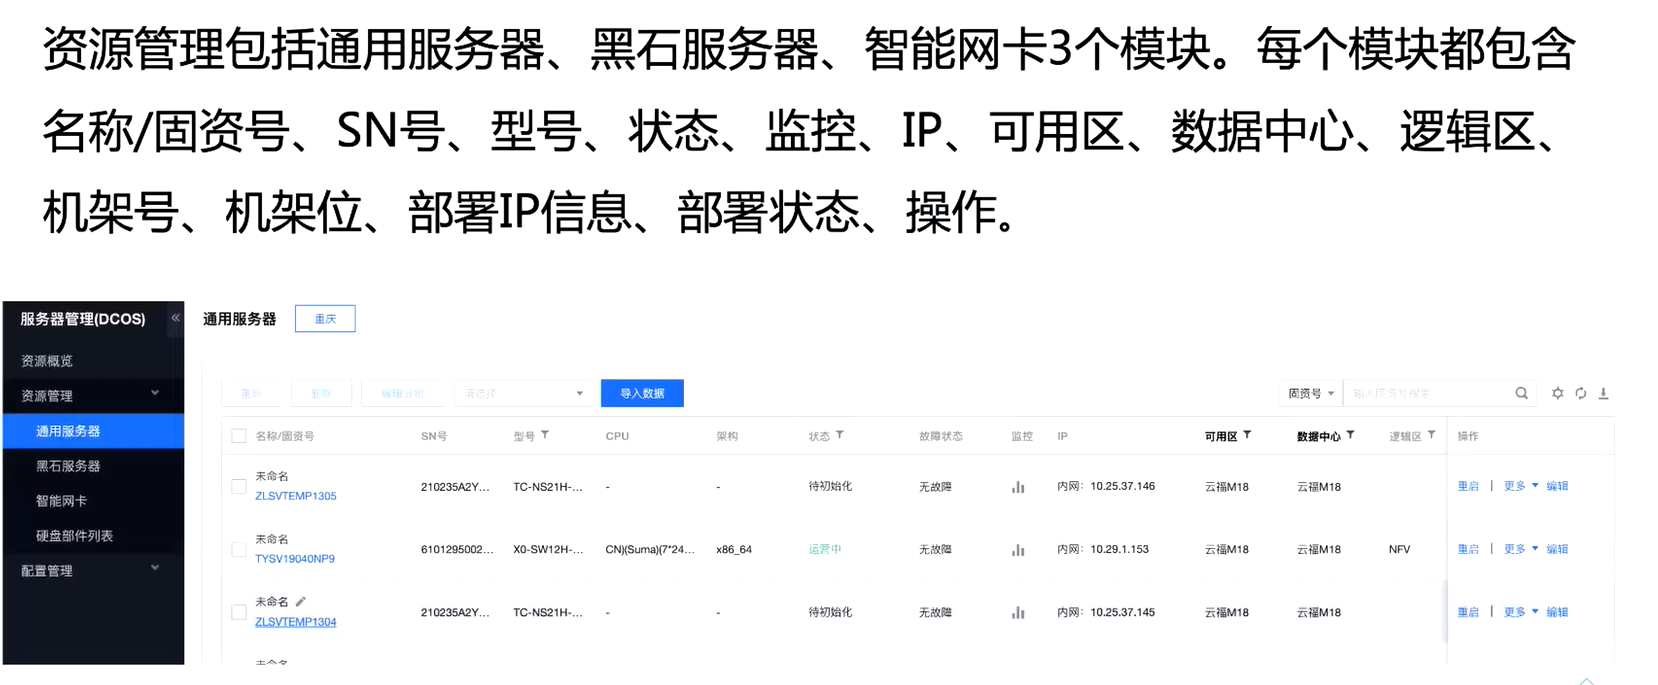 资源管理包括通用服务器、黑石服务器、智能网卡3个模块。每个模块都包含
名称/固资号、SN号、型号、状态、监控、IP、可用区、数据中心、逻辑区、
机架号、机架位、部署IP信息、部署状态、操作。
服务器管理(DCOS) «
通用服务器 重庆
资源概览
资源管理
通用服务器
黑石服务器
智能网卡
硬盘部件列表
配置管理
重启 删除 编辑分组 请选择 导入数据 固资号 输入固资号搜索
名称/固资号 SN号 型号 CPU 架构 状态 故障状态 监控 IP 可用区 数据中心 逻辑区 操作
未命名
ZLSVTEMP1305 210235A2Y... TC-NS21H-... - - 待初始化 无故障 内网：10.25.37.146 云福M18 云福M18 重启 | 更多 编辑
未命名
TYSV19040NP9 6101295002... X0-SW12H-... CN)(Suma)(7*24... x86_64 运营中 无故障 内网：10.29.1.153 云福M18 云福M18 NFV 重启 | 更多 编辑
未命名
ZLSVTEMP1304 210235A2Y... TC-NS21H-... - - 待初始化 无故障 内网：10.25.37.145 云福M18 云福M18 重启 | 更多 编辑